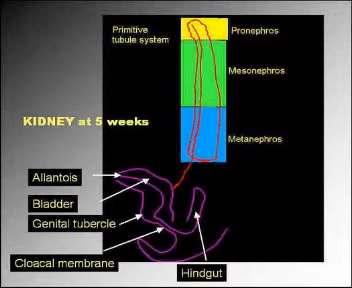 Primitive
tubule system
Pronephros
Mesonephros
KIDNEY at 5 weeks
Metanephros
Allantois
Bladder
Genital tubercle
Cloacal membrane
Hindgut